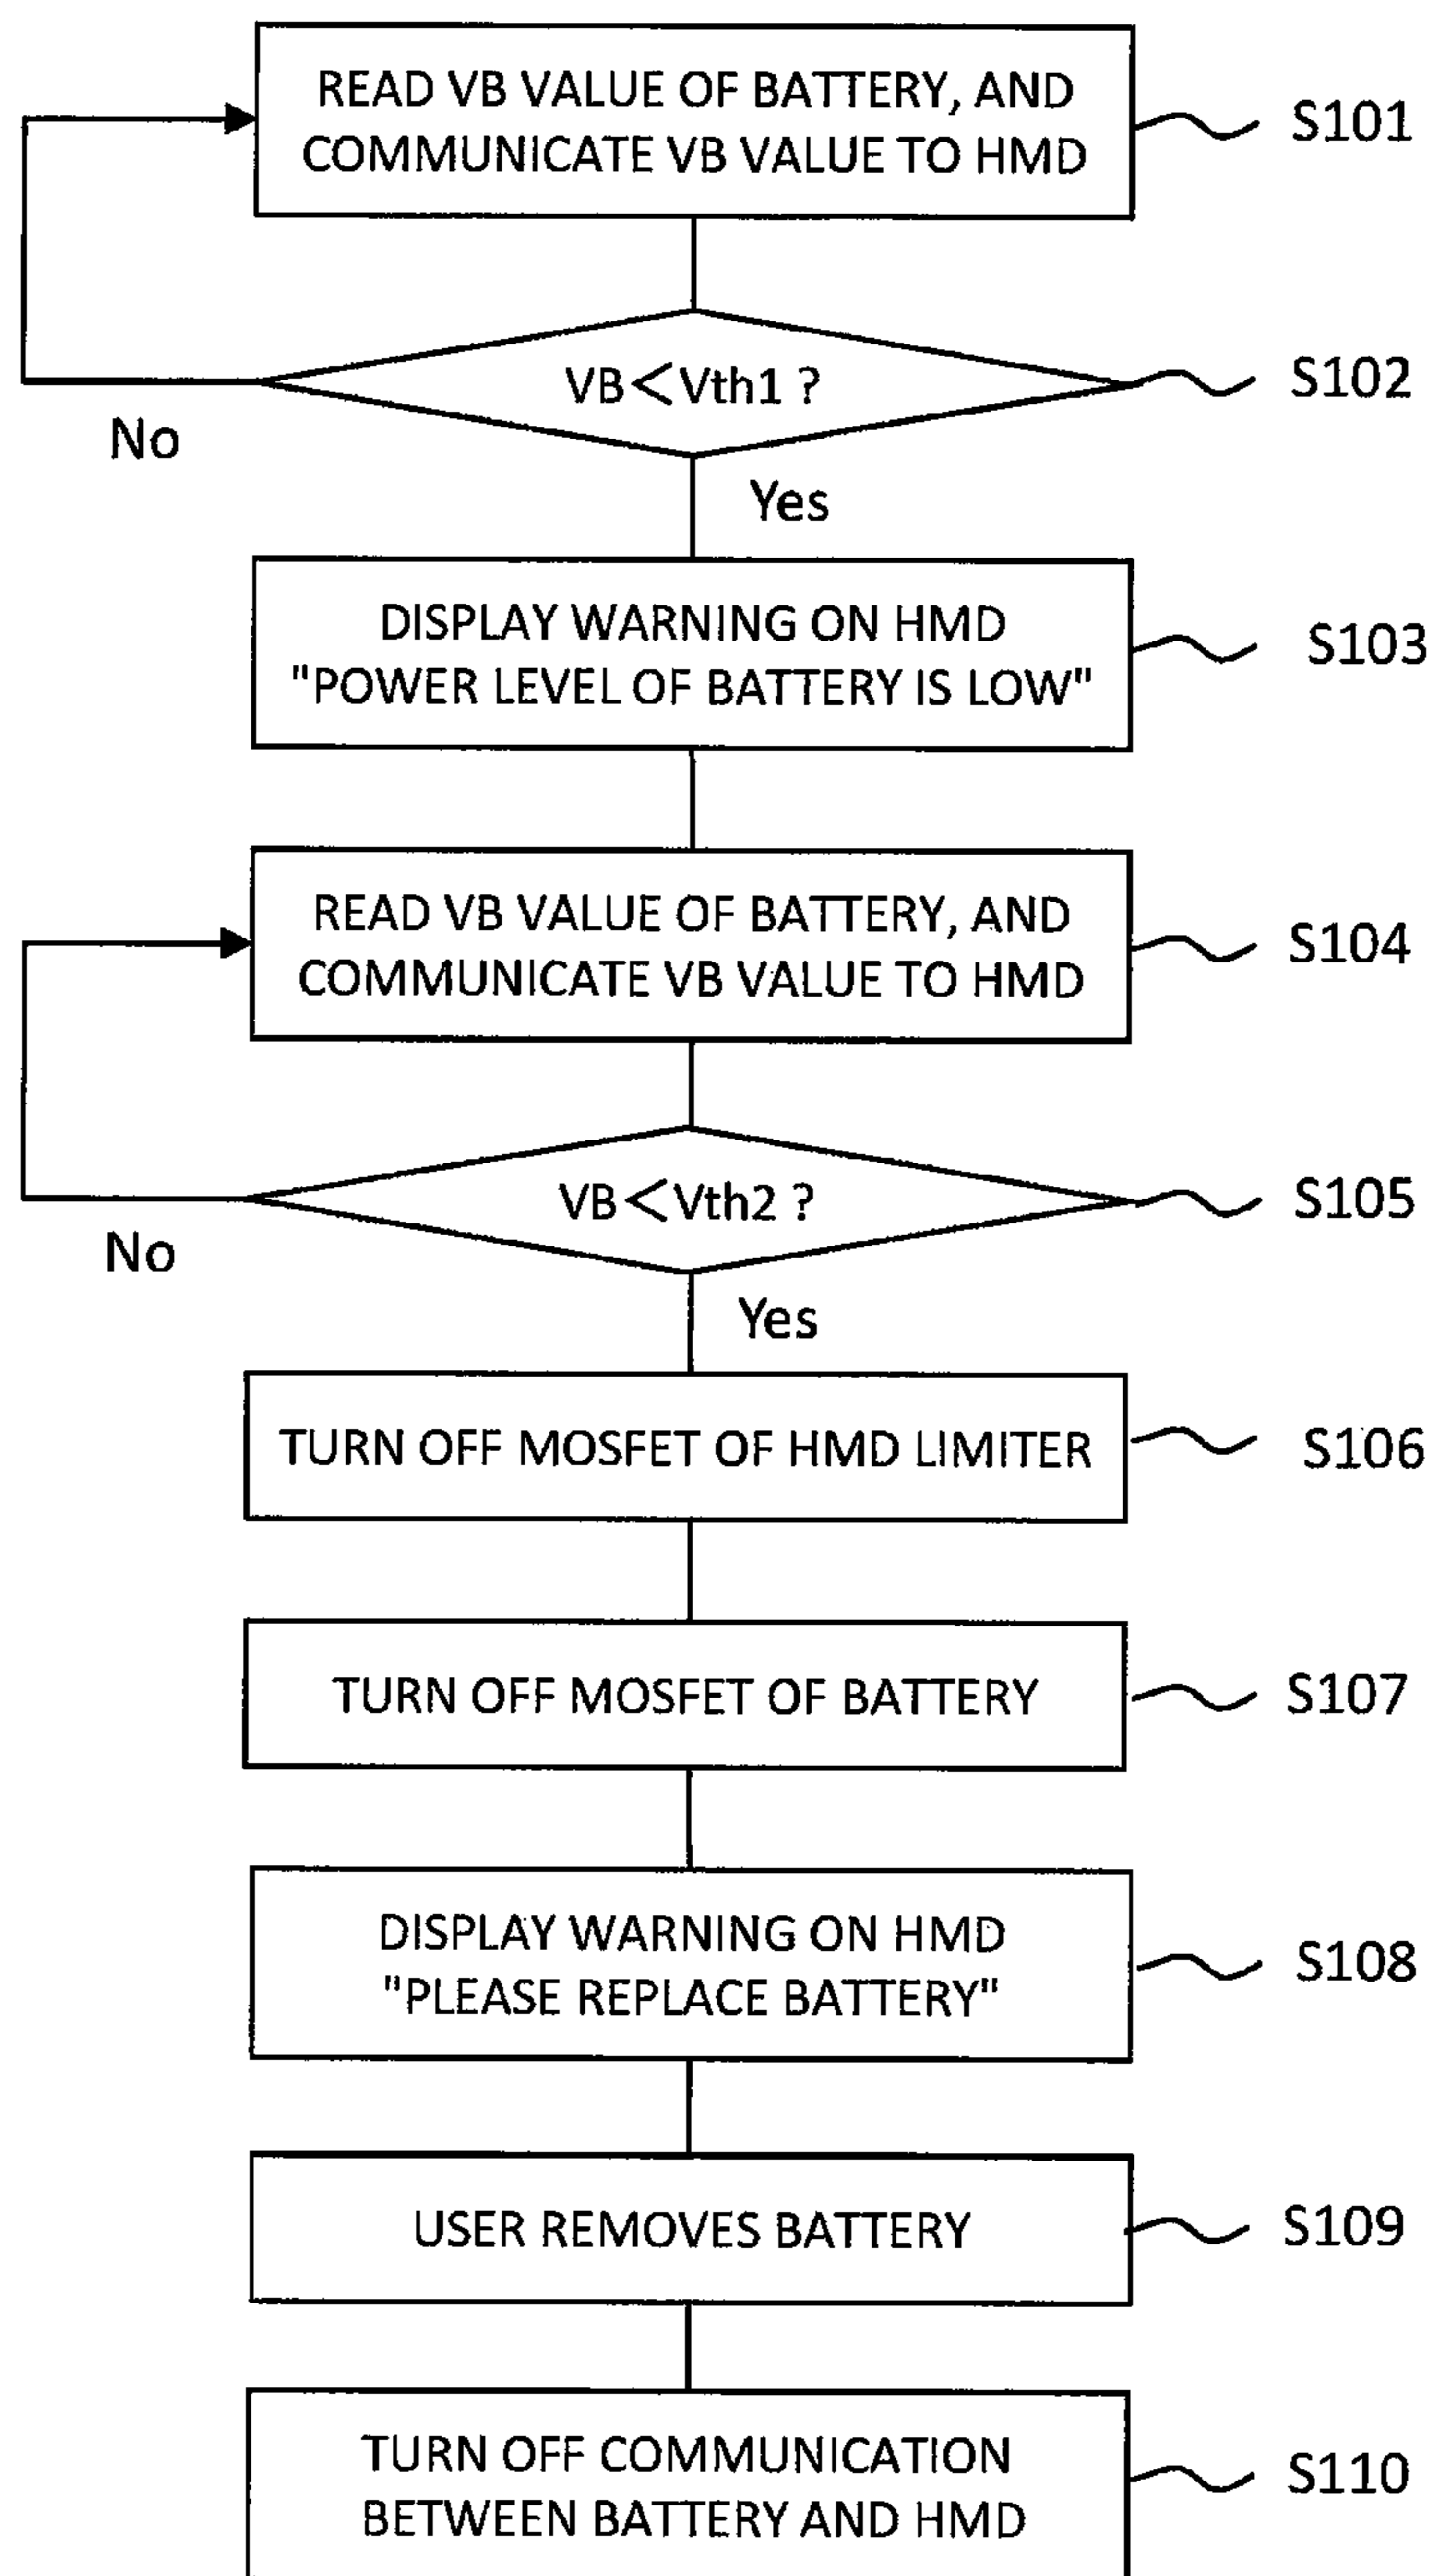 READ VB VALUE OF BATTERY, AND
COMMUNICATE VB VALUE TO HMD
S101
VB<Vth1 ?
S102
No
Yes
DISPLAY WARNING ON HMD
"POWER LEVEL OF BATTERY IS LOW"
S103
READ VB VALUE OF BATTERY, AND
COMMUNICATE VB VALUE TO HMD
S104
VB<Vth2 ?
S105
No
Yes
TURN OFF MOSFET OF HMD LIMITER
S106
TURN OFF MOSFET OF BATTERY
S107
DISPLAY WARNING ON HMD
"PLEASE REPLACE BATTERY"
S108
USER REMOVES BATTERY
S109
TURN OFF COMMUNICATION
BETWEEN BATTERY AND HMD
S110